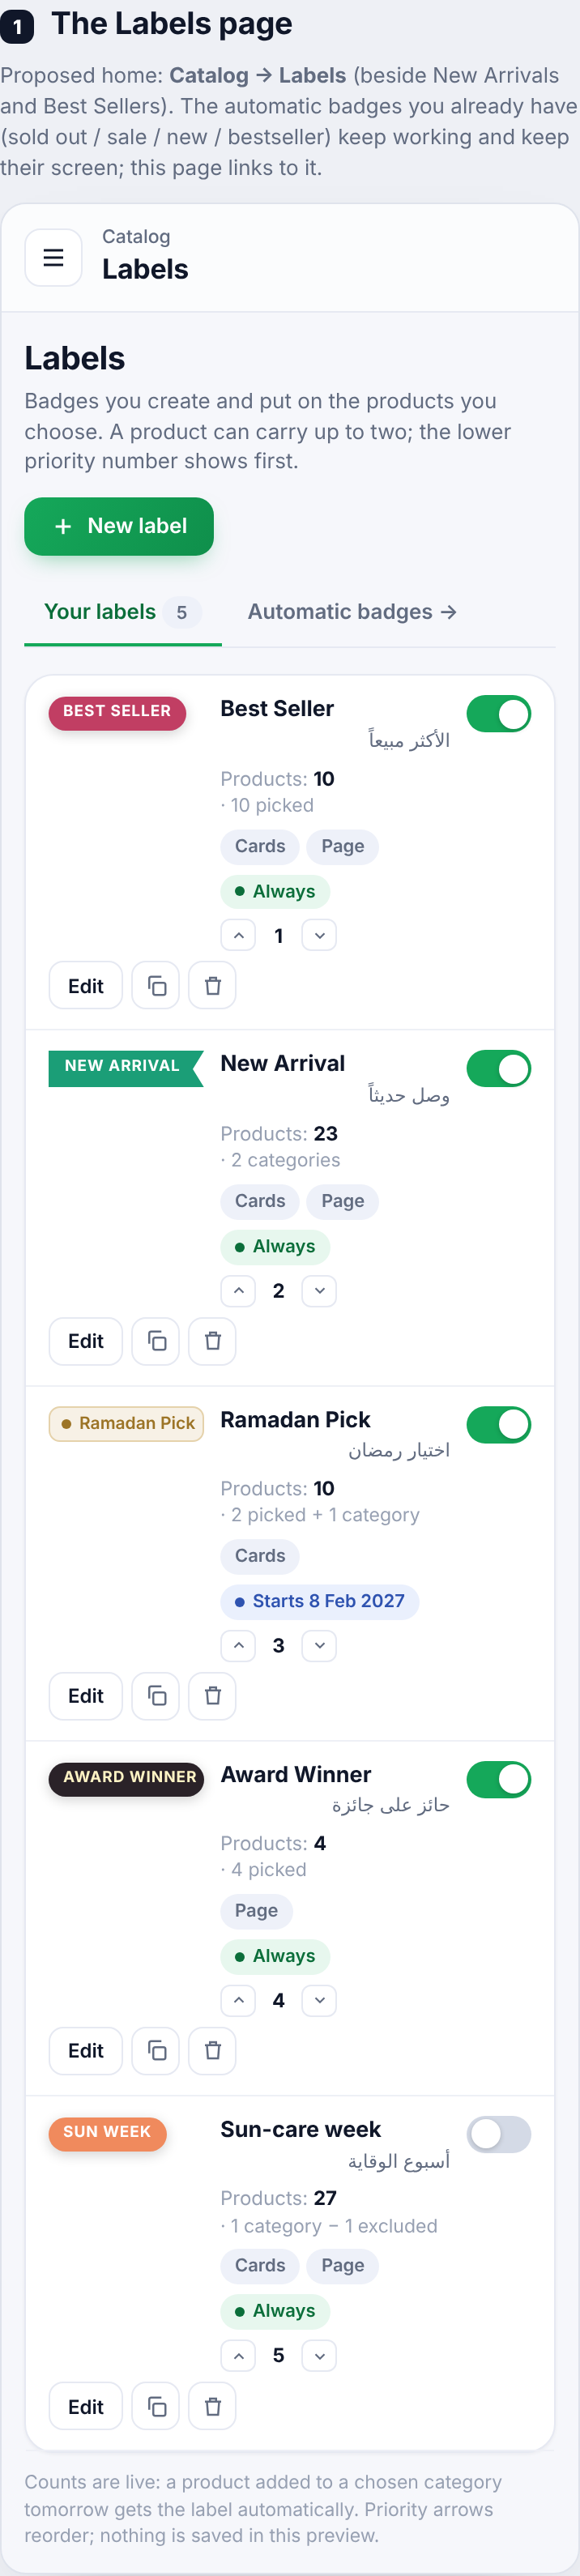 1 The Labels page
Proposed home: Catalog → Labels (beside New Arrivals
and Best Sellers). The automatic badges you already have
(sold out / sale / new / bestseller) keep working and keep
their screen; this page links to it.
Catalog
Labels
Labels
Badges you create and put on the products you
choose. A product can carry up to two; the lower
priority number shows first.
+ New label
Your labels 5 Automatic badges →
BEST SELLER Best Seller
الأكثر مبيعاً
Products: 10
· 10 picked
Cards Page
Always
1
Edit
NEW ARRIVAL New Arrival
وصل حديثاً
Products: 23
· 2 categories
Cards Page
Always
2
Edit
Ramadan Pick Ramadan Pick
اختيار رمضان
Products: 10
· 2 picked + 1 category
Cards
Starts 8 Feb 2027
3
Edit
AWARD WINNER Award Winner
حائز على جائزة
Products: 4
· 4 picked
Page
Always
4
Edit
SUN WEEK Sun-care week
أسبوع الوقاية
Products: 27
· 1 category − 1 excluded
Cards Page
Always
5
Edit
Counts are live: a product added to a chosen category
tomorrow gets the label automatically. Priority arrows
reorder; nothing is saved in this preview.